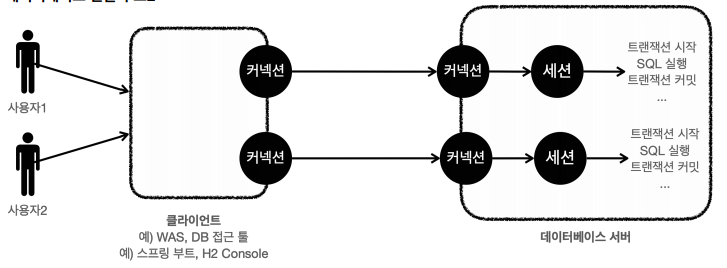 사용자1
사용자2
커넥션
커넥션
세션
트랜잭션 시작
SQL 실행
트랜잭션 커밋
...
커넥션
커넥션
세션
트랜잭션 시작
SQL 실행
트랜잭션 커밋
...
클라이언트
예) WAS, DB 접근 툴
예) 스프링 부트, H2 Console
데이터베이스 서버